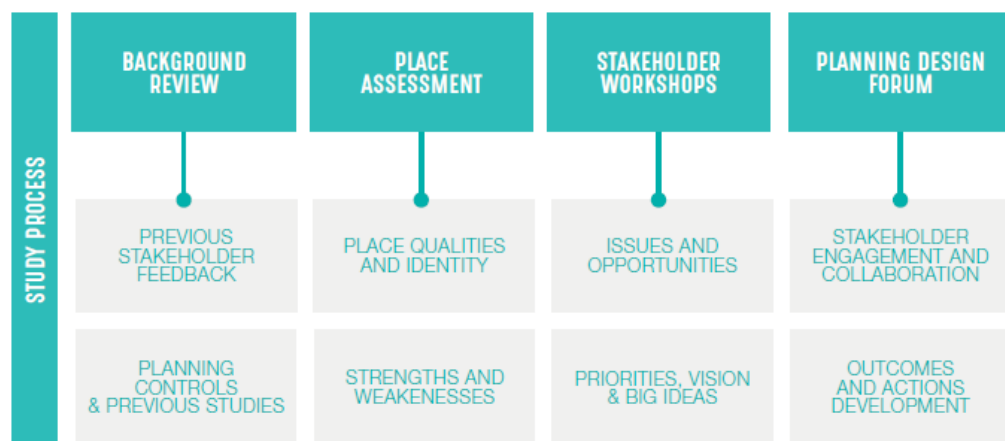 STUDY PROCESS
BACKGROUND
REVIEW
PREVIOUS
STAKEHOLDER
FEEDBACK
PLANNING
CONTROLS
& PREVIOUS STUDIES
PLACE
ASSESSMENT
PLACE QUALITIES
AND IDENTITY
STRENGTHS AND
WEAKENESSES
STAKEHOLDER
WORKSHOPS
ISSUES AND
OPPORTUNITIES
PRIORITIES, VISION
& BIG IDEAS
PLANNING DESIGN
FORUM
STAKEHOLDER
ENGAGEMENT AND
COLLABORATION
OUTCOMES
AND ACTIONS
DEVELOPMENT